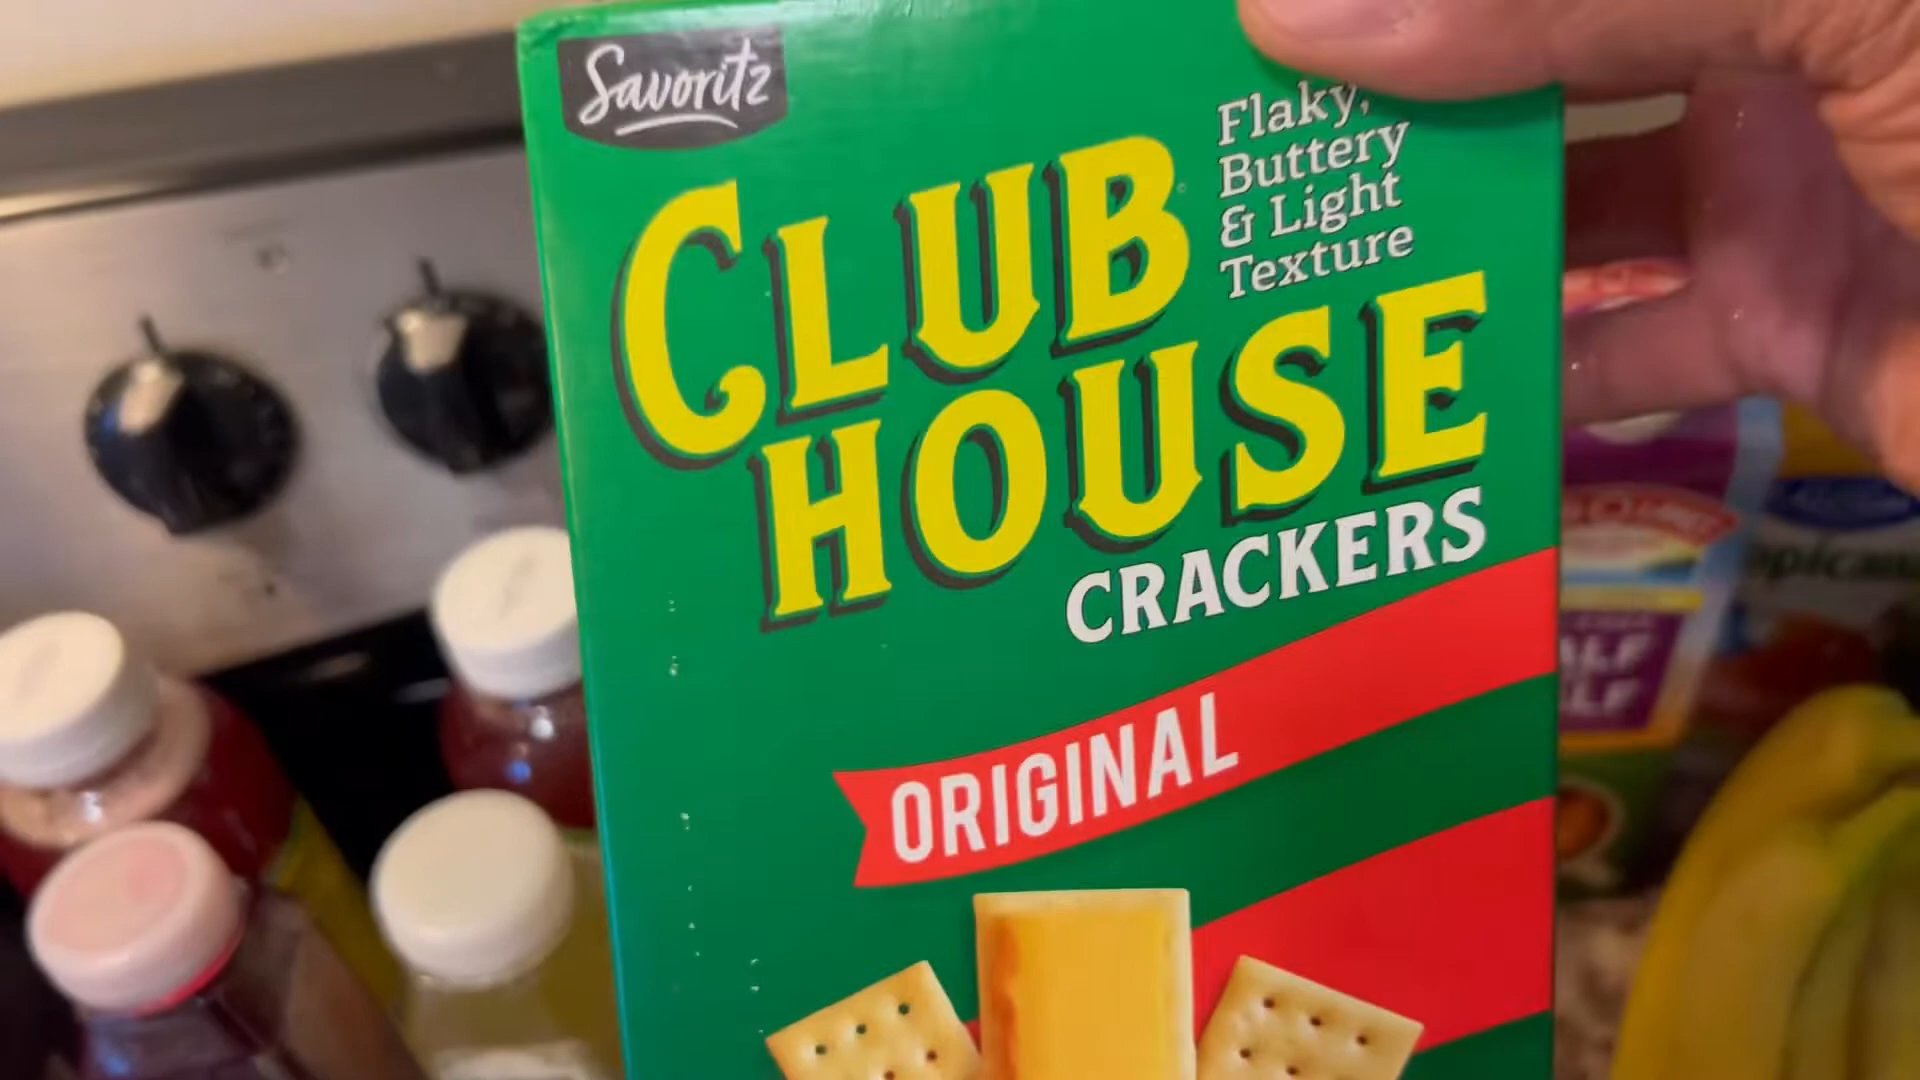 Savoritz
CLUB
HOUSE
CRACKERS
Flaky,
Buttery
& Light
Texture
ORIGINAL